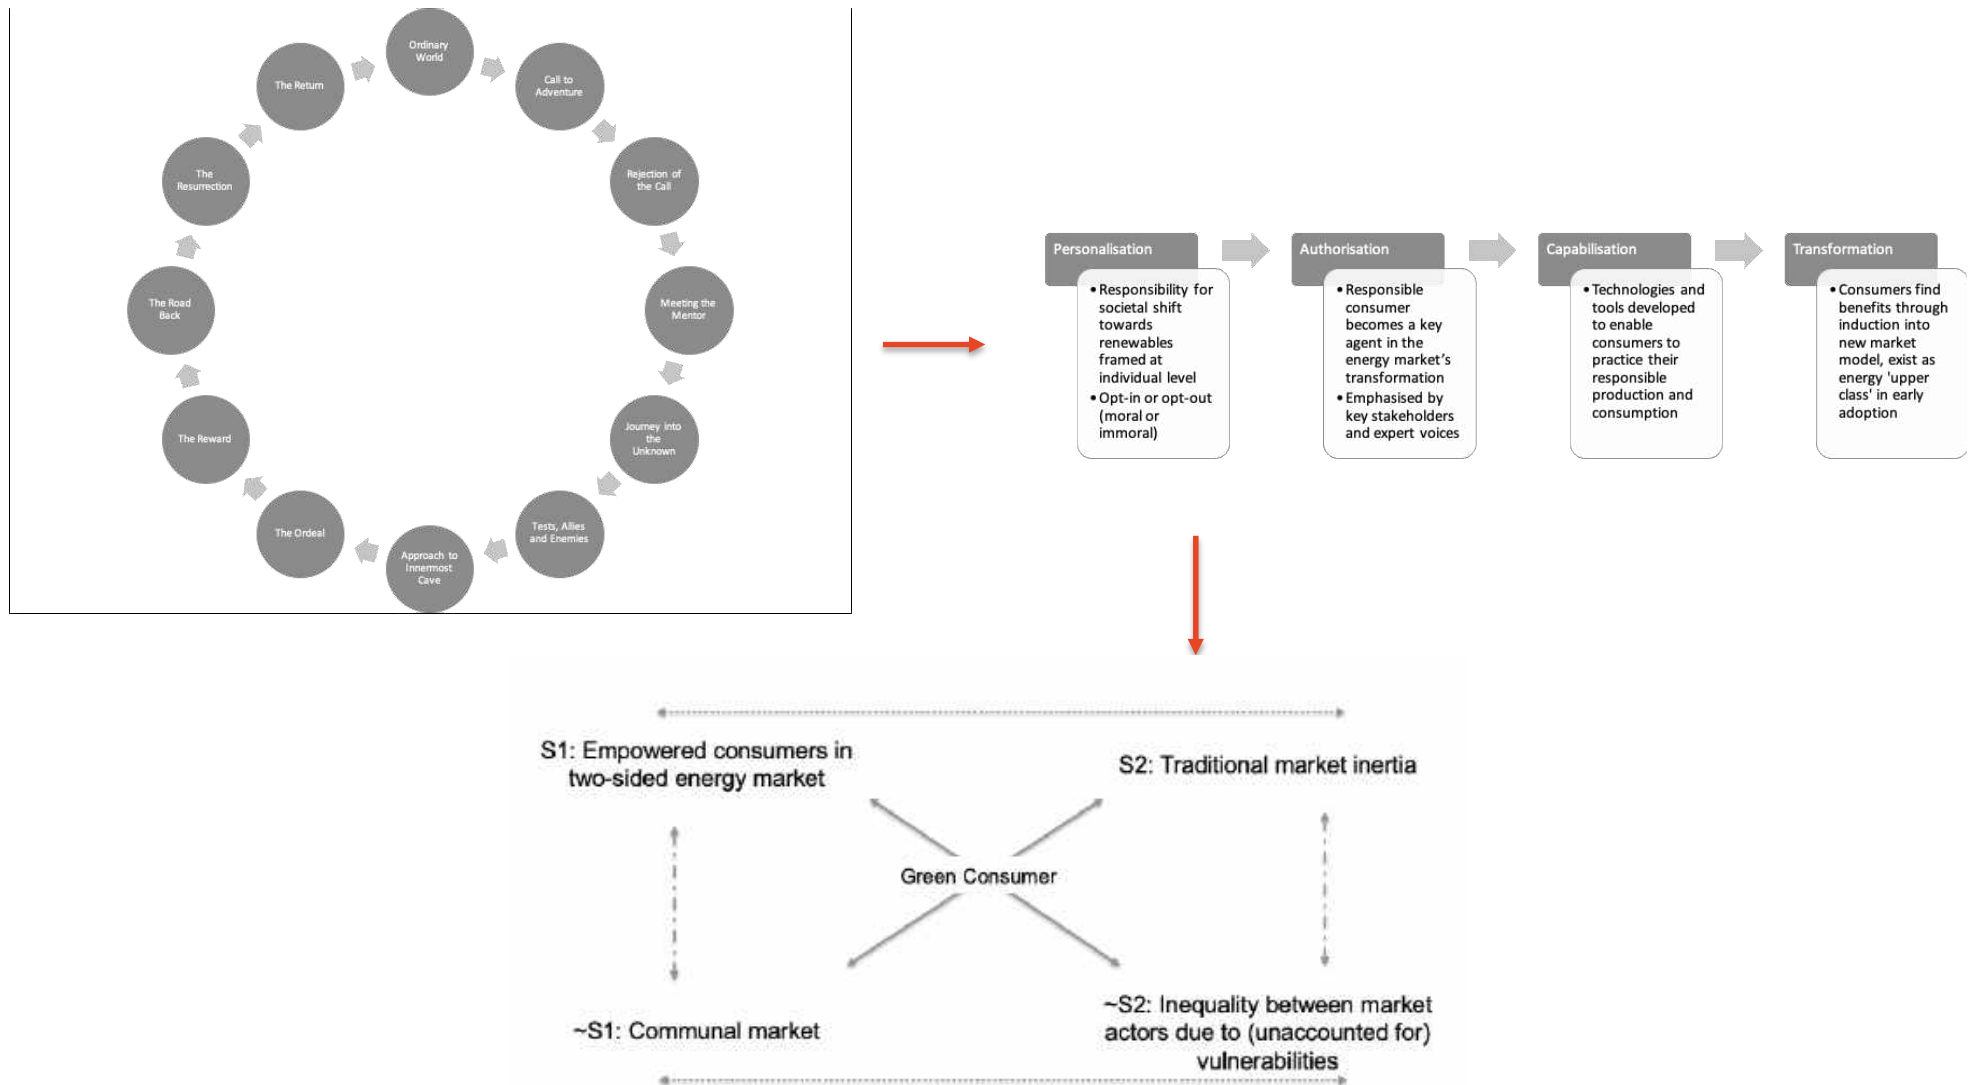 Ordinary
World
Call to
Adventure
Rejection of
the Call
Meeting the
Mentor
Journey into
the
Unknown
Tests, Allies
and Enemies
Approach to
Innermost
Cave
The Ordeal
The Reward
The Road
Back
The
Resurrection
The Return
Personalisation
•Responsibility for
societal shift
towards
renewables
framed at
individual level
•Opt-in or opt-out
(moral or
immoral)
Authorisation
•Responsible
consumer
becomes a key
agent in the
energy market's
transformation
•Emphasised by
key stakeholders
and expert voices
Capabilisation
•Technologies and
tools developed
to enable
consumers to
practice their
responsible
production and
consumption
Transformation
•Consumers find
benefits through
induction into
new market
model, exist as
energy 'upper
class' in early
adoption
S1: Empowered consumers in
two-sided energy market
S2: Traditional market inertia
Green Consumer
~S1: Communal market
~S2: Inequality between market
actors due to (unaccounted for)
vulnerabilities